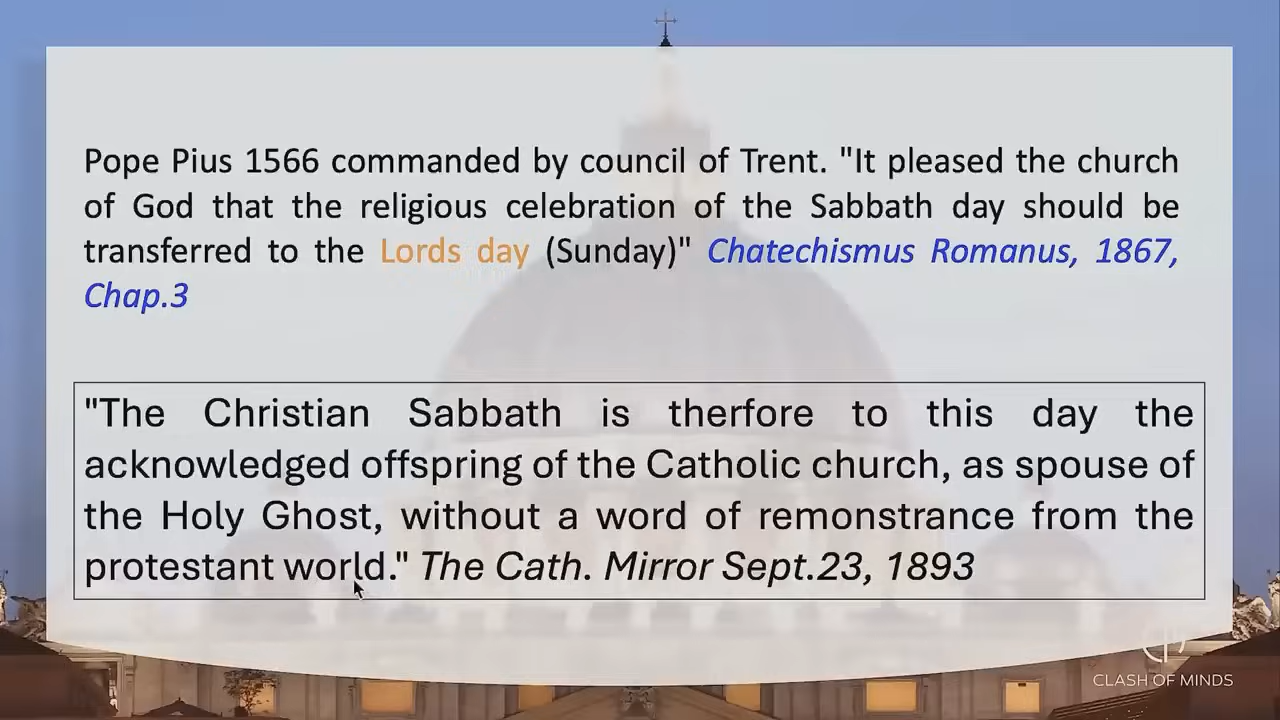 Pope Pius 1566 commanded by council of Trent. "It pleased the church
of God that the religious celebration of the Sabbath day should be
transferred to the Lords day (Sunday)" Chatechismus Romanus, 1867,
Chap.3
"The Christian Sabbath is therfore to this day the
acknowledged offspring of the Catholic church, as spouse of
the Holy Ghost, without a word of remonstrance from the
protestant world." The Cath. Mirror Sept.23, 1893
CLASH OF MINDS